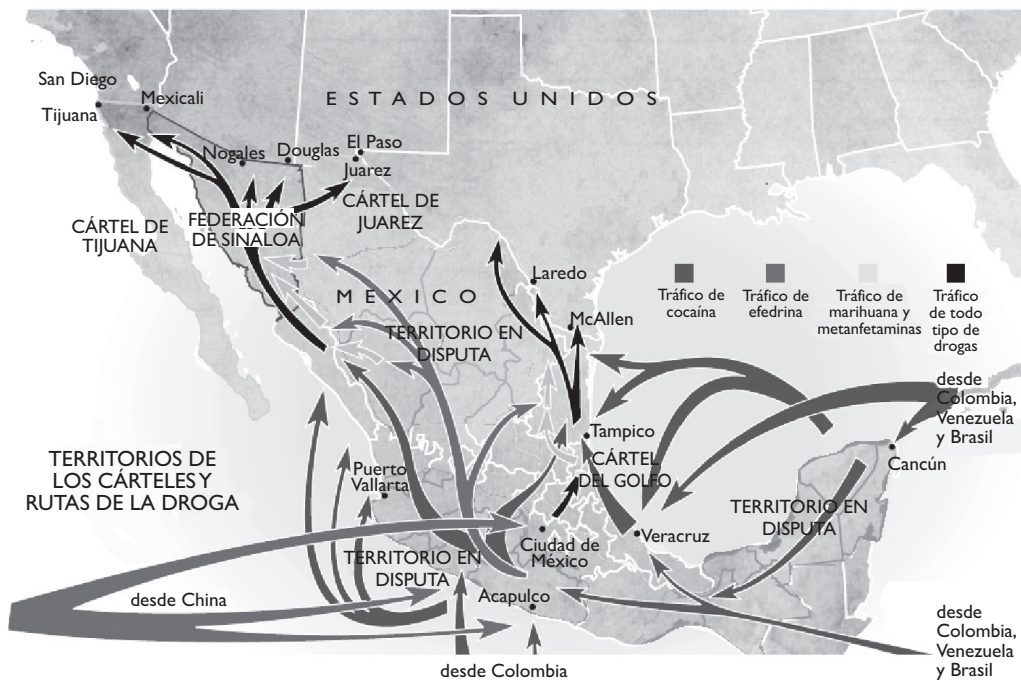 San Diego
Tijuana
Mexicali
ESTADOS UNIDOS
Nogales
Douglas
El Paso
Juarez
CÁRTEL DE
TIJUANA
FEDERACIÓN
DE SINALOA
CÁRTEL DE
JUAREZ
Laredo
MEXICO
McAllen
TERRITORIO EN
DISPUTA
Tráfico de
cocaína
Tráfico de
efedrina
Tráfico de
marihuana y
metanfetaminas
Tráfico
de todo
tipo de
drogas
desde
Colombia,
Venezuela
y Brasil
Tampico
CÁRTEL
DEL GOLFO
Cancún
TERRITORIOS DE
LOS CÁRTELES Y
RUTAS DE LA DROGA
Puerto
Vallarta
TERRITORIO EN
DISPUTA
Veracruz
Ciudad de
México
TERRITORIO EN
DISPUTA
desde China
Acapulco
desde
Colombia,
Venezuela
y Brasil
desde Colombia